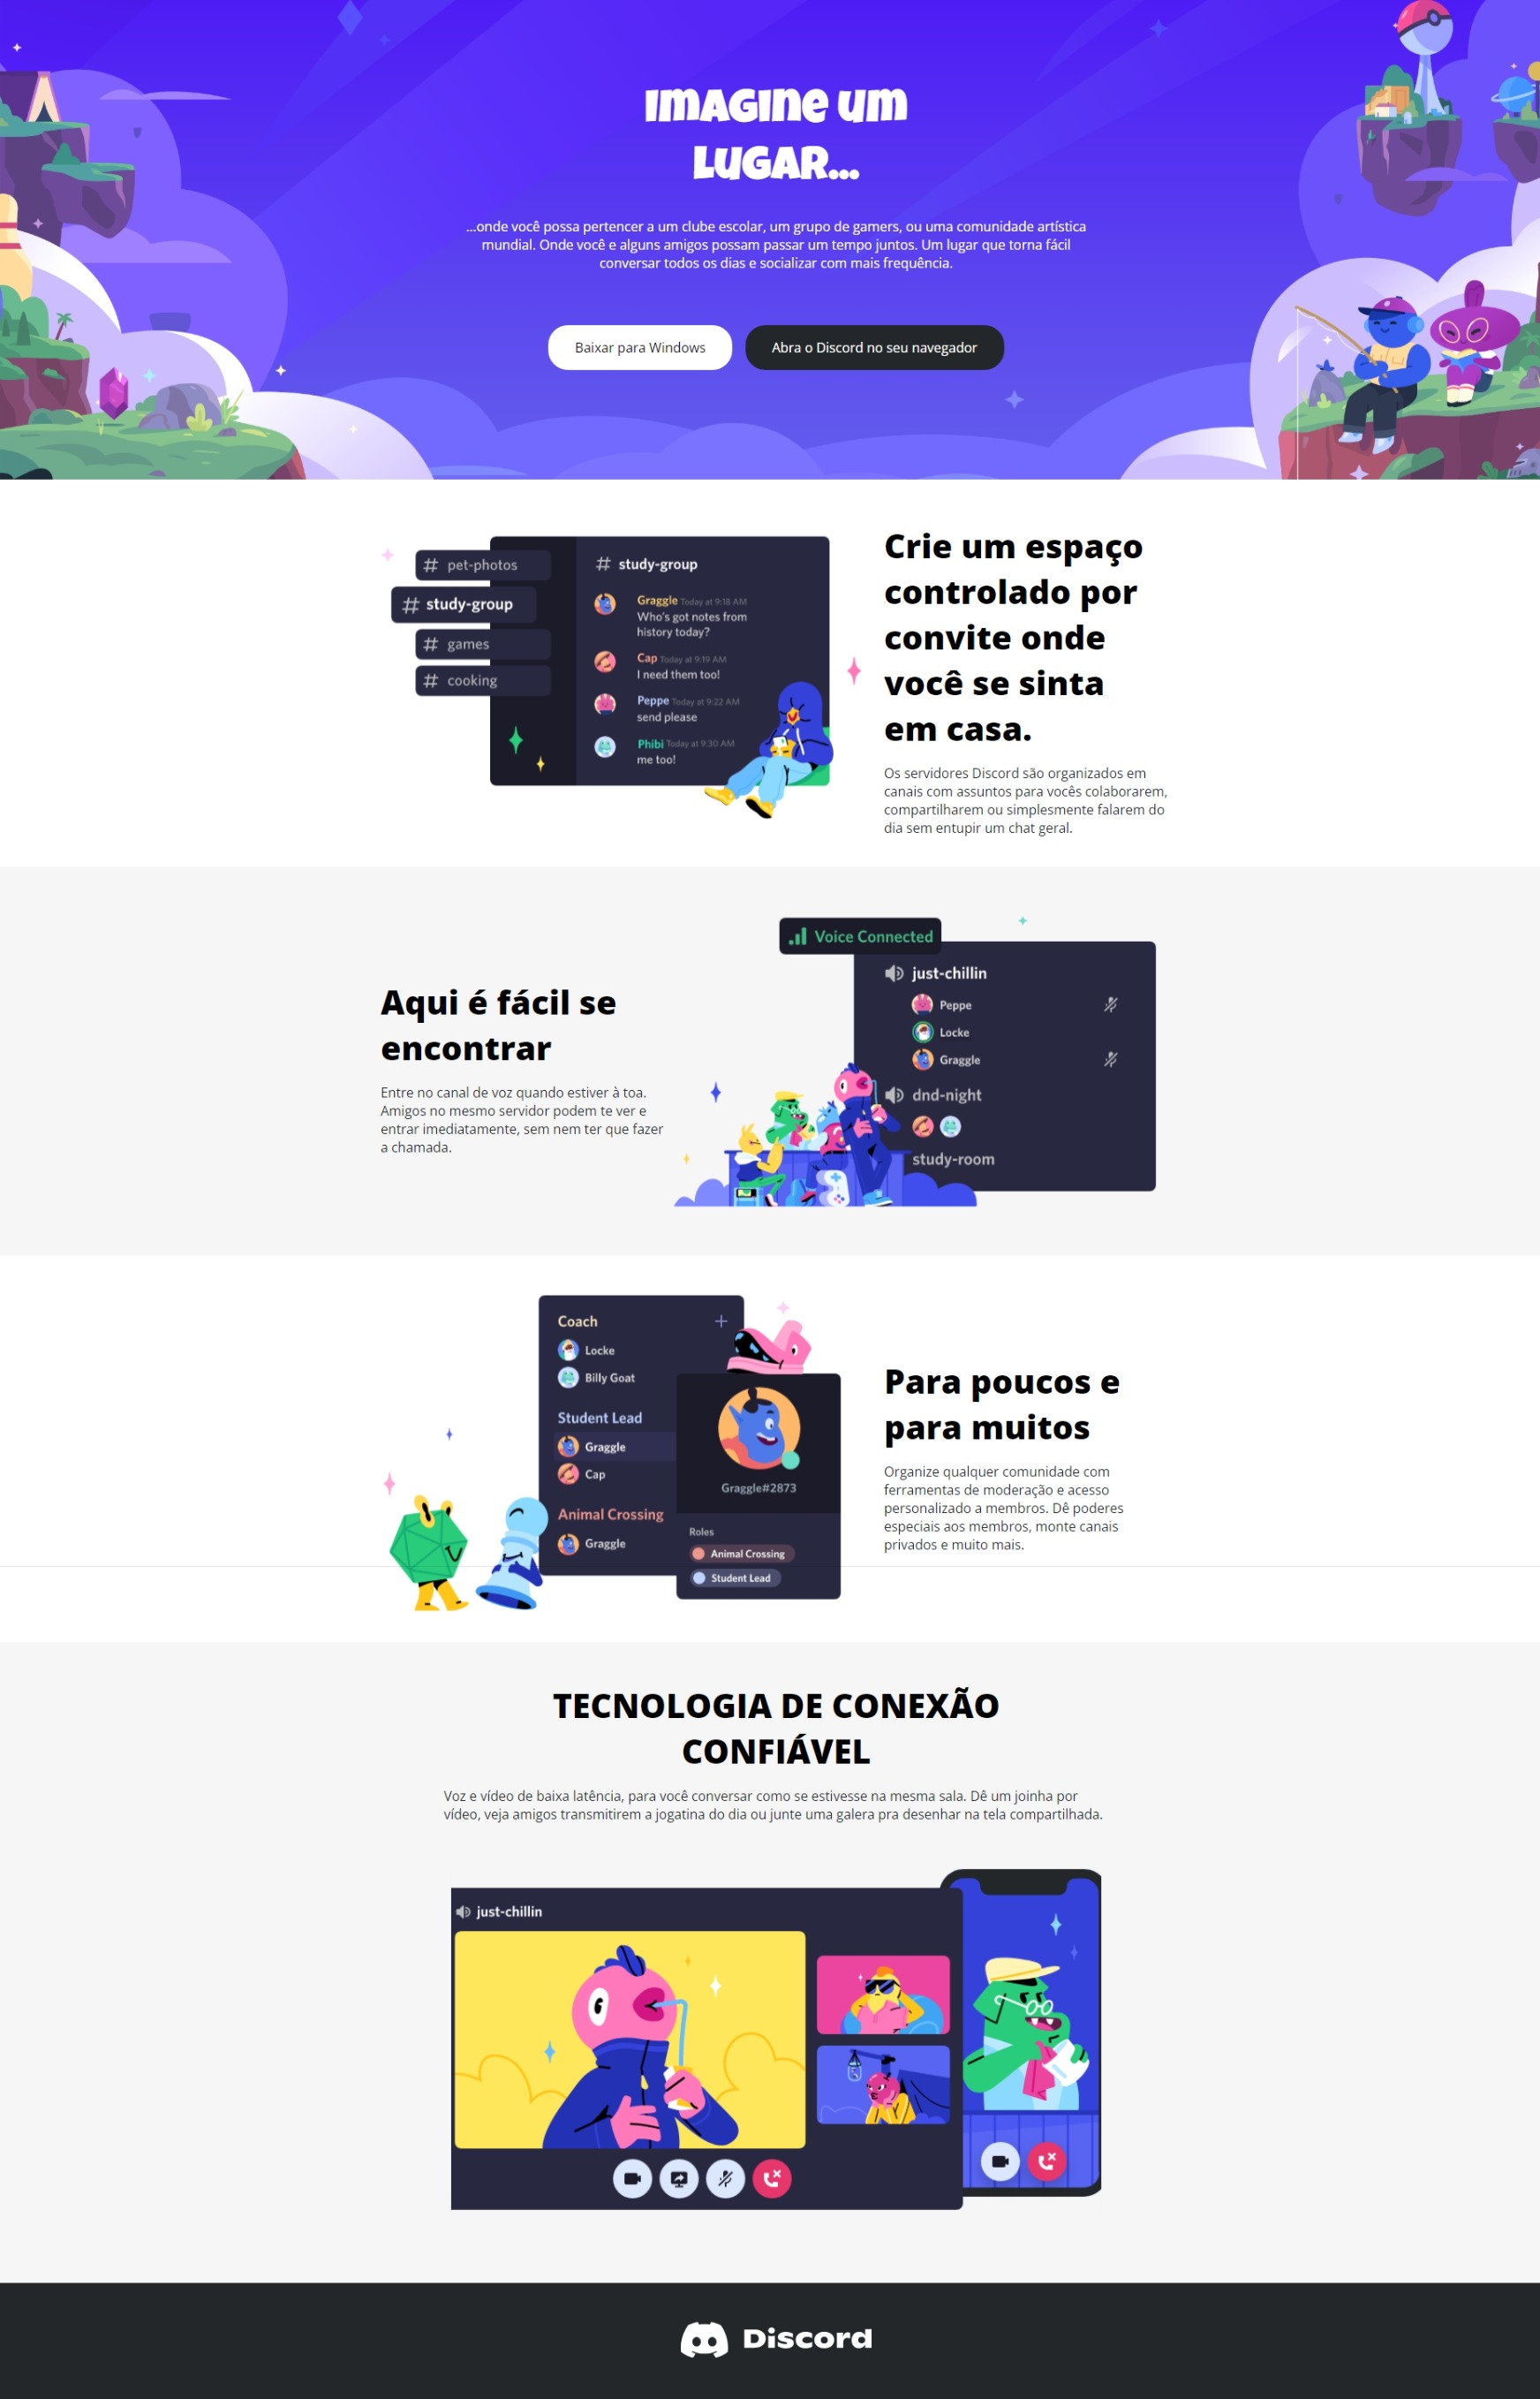 Imagine um
lugar...
...onde você possa pertencer a um clube escolar, um grupo de gamers, ou uma comunidade artística
mundial. Onde você e alguns amigos possam passar um tempo juntos. Um lugar que torna fácil
conversar todos os dias e socializar com mais frequência.
Baixar para Windows
Abra o Discord no seu navegador
# pet-photos
# study-group
# games
# cooking
# study-group
Graggle Today at 9:18 AM
Who's got notes from
history today?
Cap Today at 9:19 AM
I need them too!
Peppe Today at 9:22 AM
send please
Phibi Today at 9:30 AM
me too!
Crie um espaço
controlado por
convite onde
você se sinta
em casa.
Os servidores Discord são organizados em
canais com assuntos para vocês colaborarem,
compartilharem ou simplesmente falarem do
dia sem entupir um chat geral.
Aqui é fácil se
encontrar
Entre no canal de voz quando estiver à toa.
Amigos no mesmo servidor podem te ver e
entrar imediatamente, sem nem ter que fazer
a chamada.
Voice Connected
just-chillin
Peppe
Locke
Graggle
dnd-night
study-room
Coach
Locke
Billy Goat
Student Lead
Graggle
Cap
Animal Crossing
Graggle
Graggle#2873
Roles
Animal Crossing
Student Lead
Para poucos e
para muitos
Organize qualquer comunidade com
ferramentas de moderação e acesso
personalizado a membros. Dê poderes
especiais aos membros, monte canais
privados e muito mais.
TECNOLOGIA DE CONEXÃO
CONFIÁVEL
Voz e vídeo de baixa latência, para você conversar como se estivesse na mesma sala. Dê um joinha por
vídeo, veja amigos transmitirem a jogatina do dia ou junte uma galera pra desenhar na tela compartilhada.
just-chillin
Discord